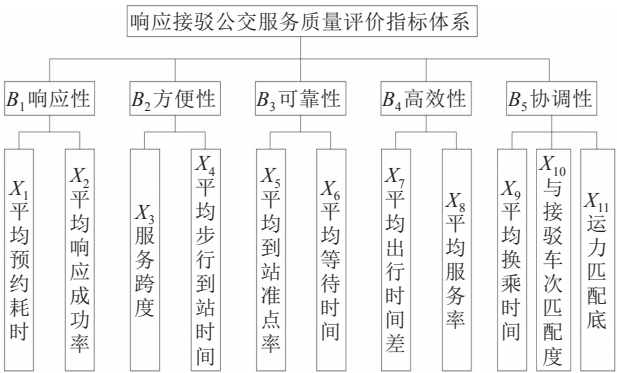 响应接驳公交服务质量评价指标体系
B₁响应性
B₂方便性
B₃可靠性
B₄高效性
B₅协调性
X₁平均预约耗时
X₂平均响应成功率
X₃服务跨度
X₄平均步行到站时间
X₅平均到站准点率
X₆平均等待时间
X₇平均出行时间差
X₈平均服务率
X₉平均换乘时间
X₁₀与接驳车次匹配度
X₁₁运力匹配底